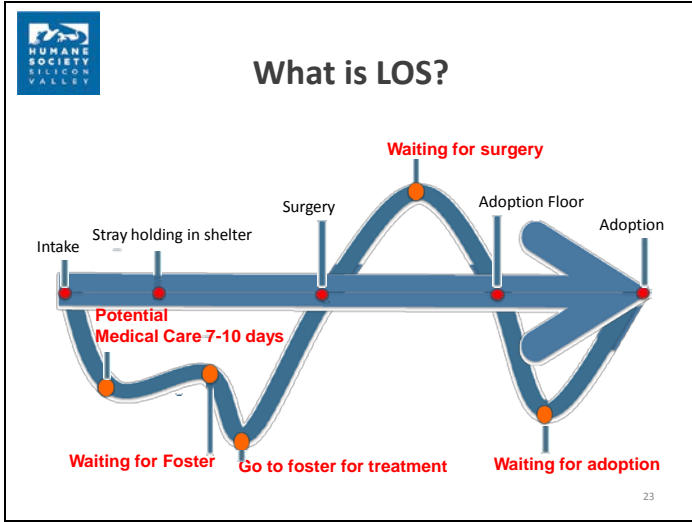 HUMANE
SOCIETY
SILICON
VALLEY
What is LOS?
Waiting for surgery
Surgery
Adoption Floor
Adoption
Stray holding in shelter
Intake
Potential
Medical Care 7-10 days
Waiting for Foster
Go to foster for treatment
Waiting for adoption
23